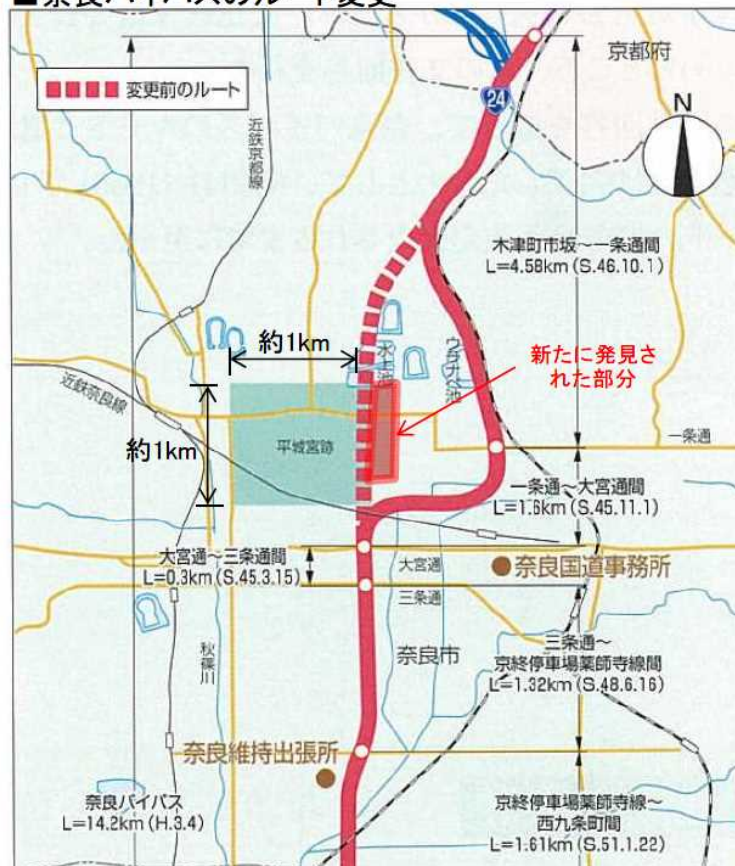 ■奈良バイパスのルート変更
変更前のルート
京都府
24
N
近鉄京都線
木津町市坂～一条通間
L=4.58km (S.46.10.1)
約1km
水上池
ウワナベ池
新たに発見さ
れた部分
近鉄奈良線
約1km
平城宮跡
一条通
一条通～大宮通間
L=1.6km (S.45.11.1)
大宮通～三条通間
L=0.3km (S.45.3.15)
大宮通
奈良国道事務所
三条通
秋篠川
奈良市
三条通～
京終停車場薬師寺線間
L=1.32km (S.48.6.16)
奈良維持出張所
奈良バイパス
L=14.2km (H.3.4)
京終停車場薬師寺線～
西九条町間
L=1.61km (S.51.1.22)